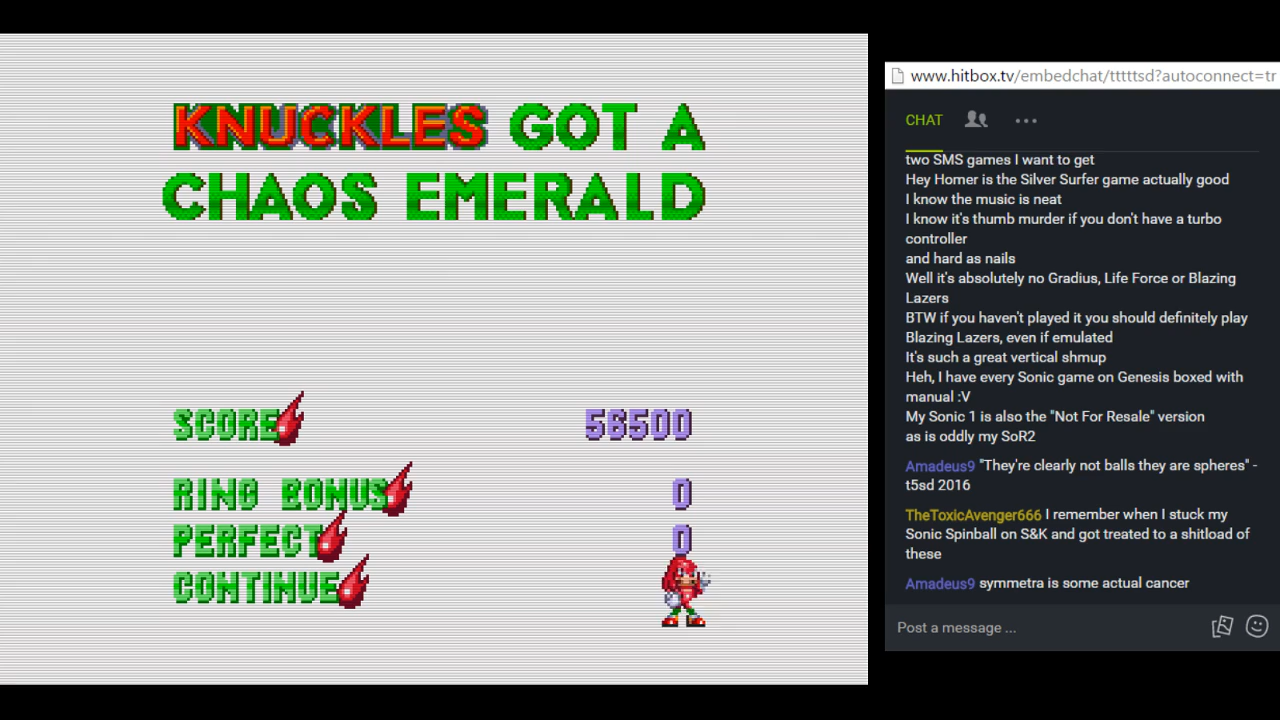 KNUCKLES GOT A
CHAOS EMERALD
SCORE 56500
RING BONUS 0
PERFECT 0
CONTINUE
www.hitbox.tv/embedchat/tttttsd?autoconnect=tr
CHAT
two SMS games I want to get
Hey Homer is the Silver Surfer game actually good
I know the music is neat
I know it's thumb murder if you don't have a turbo
controller
and hard as nails
Well it's absolutely no Gradius, Life Force or Blazing
Lazers
BTW if you haven't played it you should definitely play
Blazing Lazers, even if emulated
It's such a great vertical shmup
Heh, I have every Sonic game on Genesis boxed with
manual :V
My Sonic 1 is also the "Not For Resale" version
as is oddly my SoR2
Amadeus9 "They're clearly not balls they are spheres" -
t5sd 2016
TheToxicAvenger666 I remember when I stuck my
Sonic Spinball on S&K and got treated to a shitload of
these
Amadeus9 symmetra is some actual cancer
Post a message ...